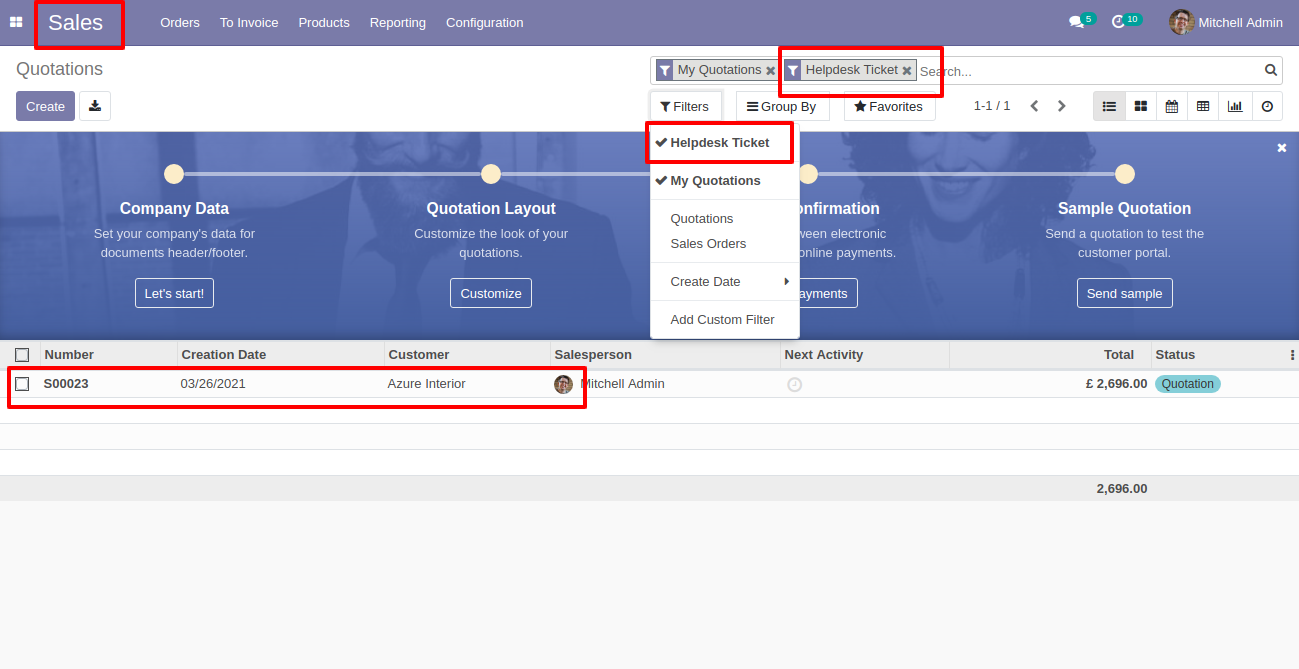 Sales Orders To Invoice Products Reporting Configuration 5 10 Mitchell Admin
Quotations
My Quotations Helpdesk Ticket Search...
Create Filters Group By Favorites 1-1 / 1
Helpdesk Ticket
My Quotations
Quotations
Sales Orders
Create Date
Add Custom Filter
Company Data
Set your company's data for
documents header/footer.
Let's start!
Quotation Layout
Customize the look of your
quotations.
Customize
onfirmation
ween electronic
online payments.
ayments
Sample Quotation
Send a quotation to test the
customer portal.
Send sample
Number Creation Date Customer Salesperson Next Activity Total Status
S00023 03/26/2021 Azure Interior Mitchell Admin £ 2,696.00 Quotation
2,696.00